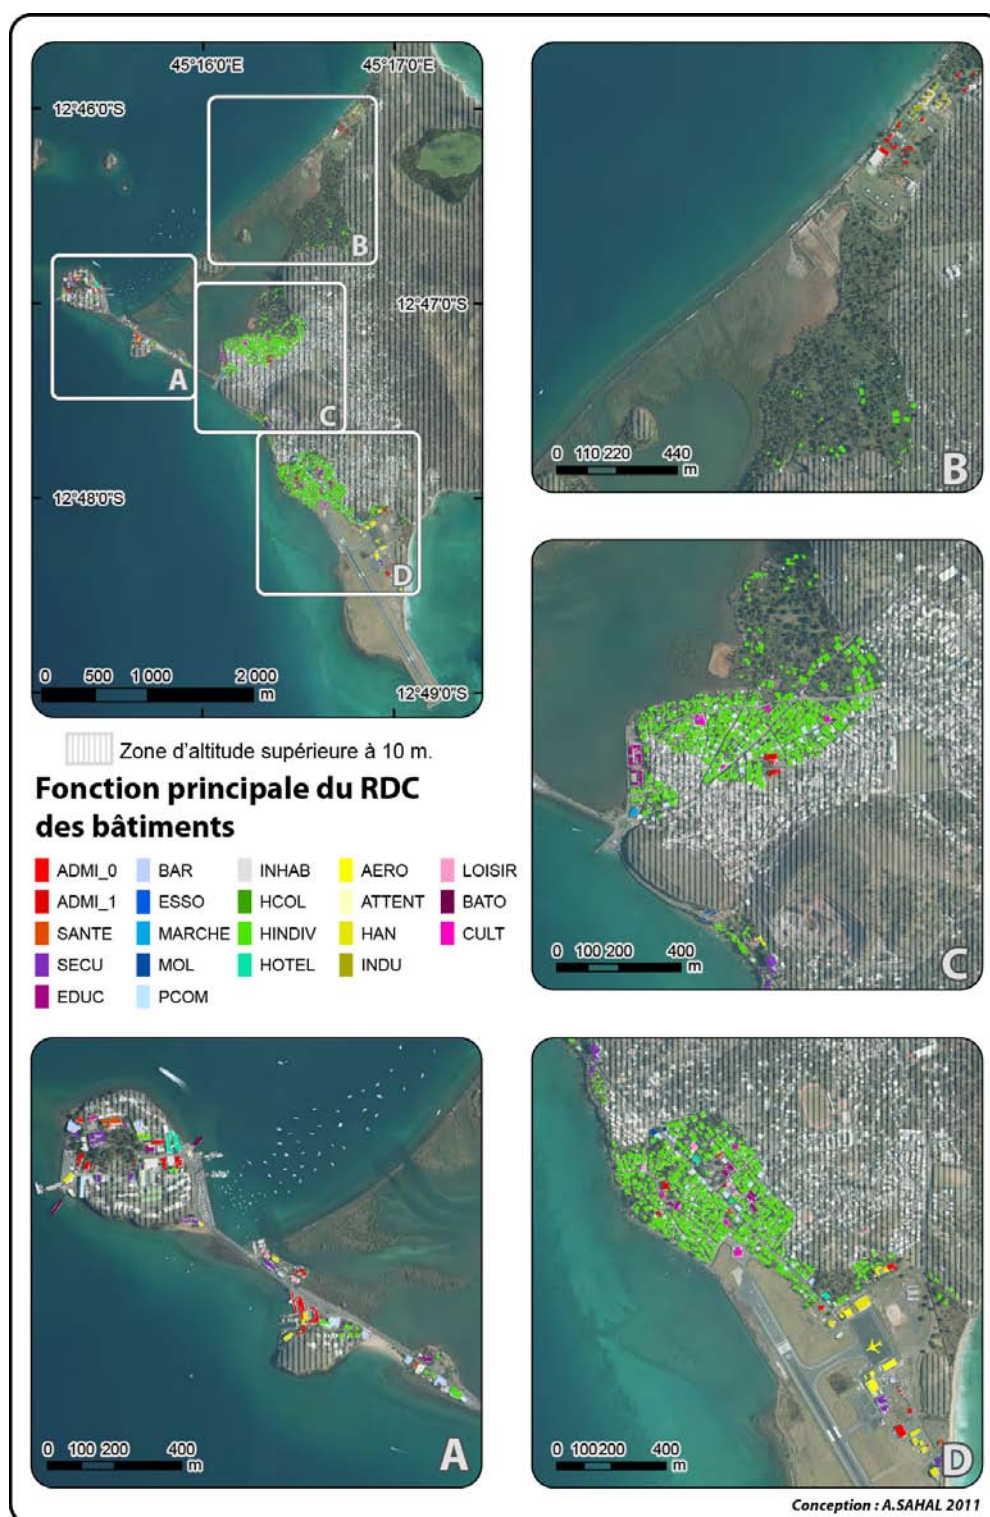 45°16'0"E
45°17'0"E
12°46'0"S
B
12°47'0"S
A
C
12°48'0"S
D
0 500 1 000 2 000
m
12°49'0"S
0 110 220 440
m
B
Zone d'altitude supérieure à 10 m.
Fonction principale du RDC
des bâtiments
ADMI_0 BAR INHAB AERO LOISIR
ADMI_1 ESSO HCOL ATTENT BATO
SANTE MARCHE HINDIV HAN CULT
SECU MOL HOTEL INDU
EDUC PCOM
0 100 200 400
m
C
0 100 200 400
m
A
0 100200 400
m
D
Conception : A.SAHAL 2011